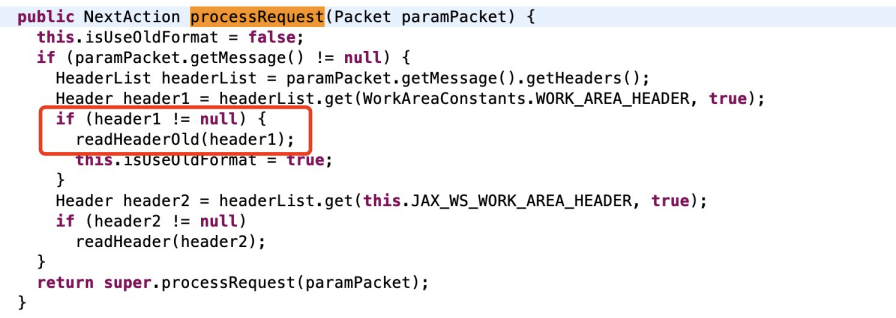 public NextAction processRequest(Packet paramPacket) {
this.isUseOldFormat = false;
if (paramPacket.getMessage() != null) {
HeaderList headerList = paramPacket.getMessage().getHeaders();
Header header1 = headerList.get(WorkAreaConstants.WORK_AREA_HEADER, true);
if (header1 != null) {
readHeaderOld(header1);
this.isUseOldFormat = true;
}
Header header2 = headerList.get(this.JAX_WS_WORK_AREA_HEADER, true);
if (header2 != null)
readHeader(header2);
}
return super.processRequest(paramPacket);
}